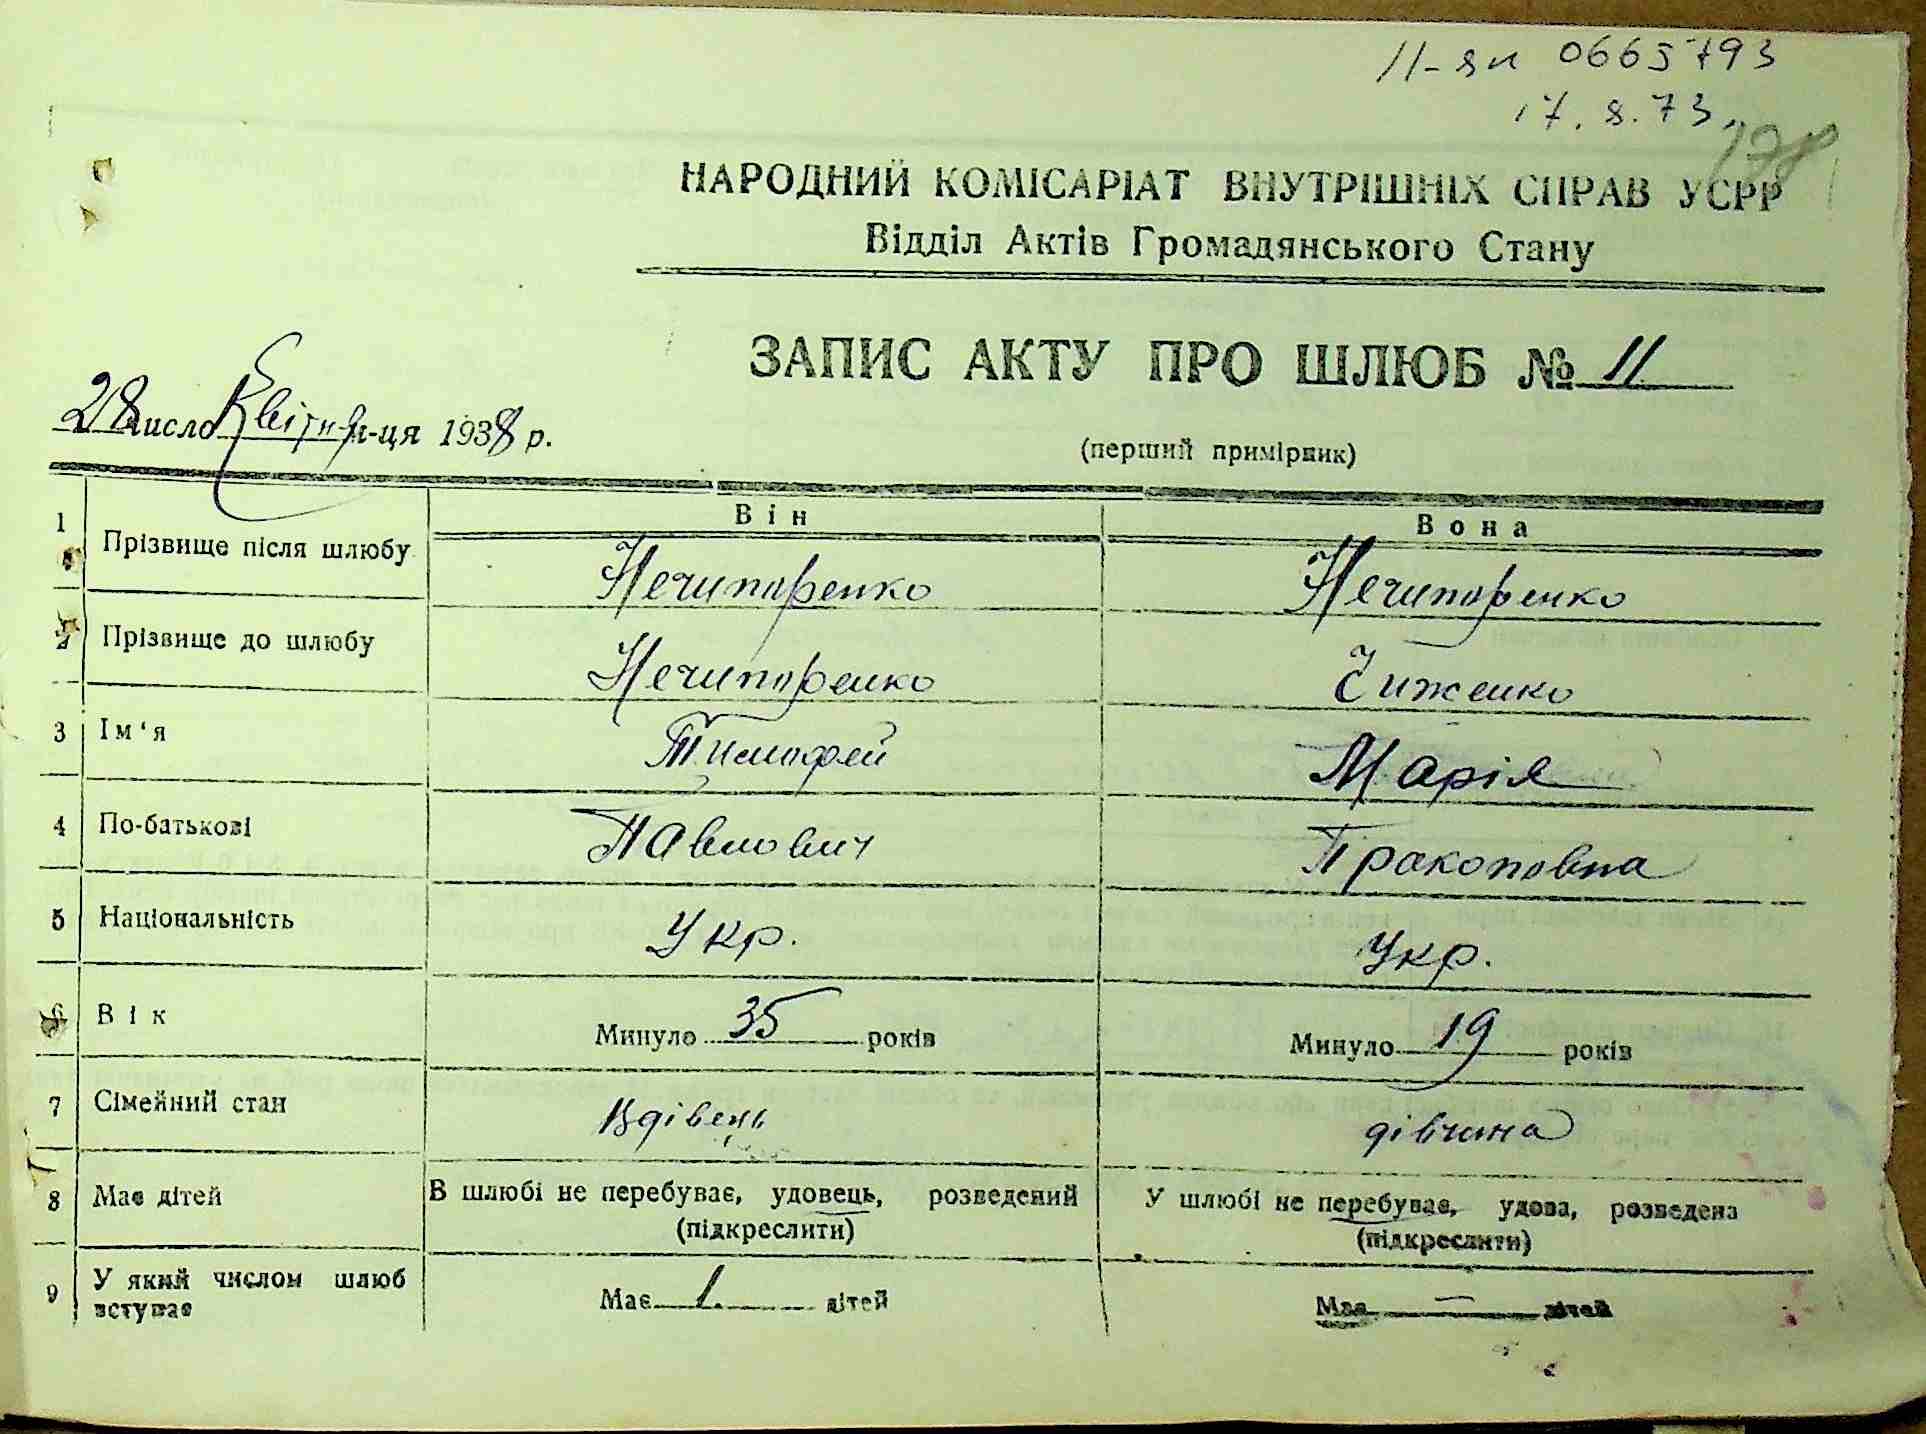 II-ЯП 0665793
17.8.73
178
НАРОДНИЙ КОМІСАРІАТ ВНУТРІШНІХ СПРАВ УСРР
Відділ Актів Громадянського Стану
ЗАПИС АКТУ ПРО ШЛЮБ № 11
28 число Квітня м-ця 1938 р.
(перший примірник)
Він Вона
1 Прізвище після шлюбу Нечипоренко Нечипоренко
2 Прізвище до шлюбу Нечипоренко Чиженко
3 Ім'я Тимофей Марія
4 По-батькові Павлович Прокоповна
5 Національність Укр. Укр.
6 Вік Минуло 35 років Минуло 19 років
7 Сімейний стан Вдівець дівчина
8 Має дітей В шлюбі не перебуває, удовець, розведений У шлюбі не перебуває, удова, розведена
(підкреслити) (підкреслити)
9 У який числом шлюб Має 1. дітей Має — дітей
вступає